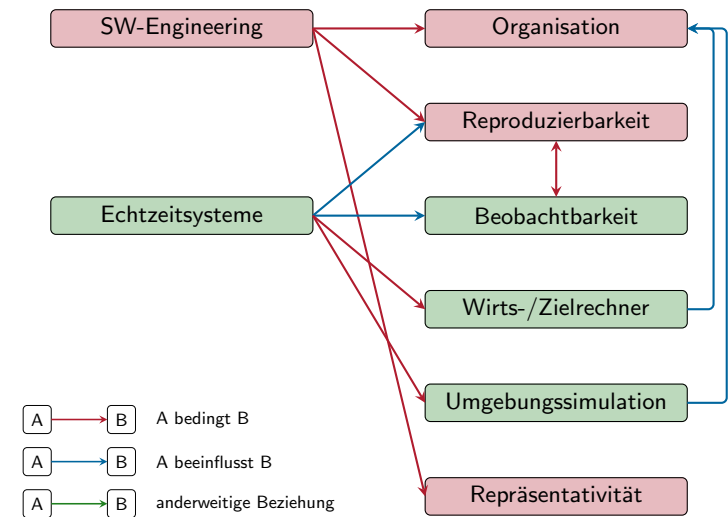 SW-Engineering
Organisation
Reproduzierbarkeit
Echtzeitsysteme
Beobachtbarkeit
Wirts-/Zielrechner
Umgebungssimulation
A B A bedingt B
A B A beeinflusst B
Repräsentativität
A B anderweitige Beziehung